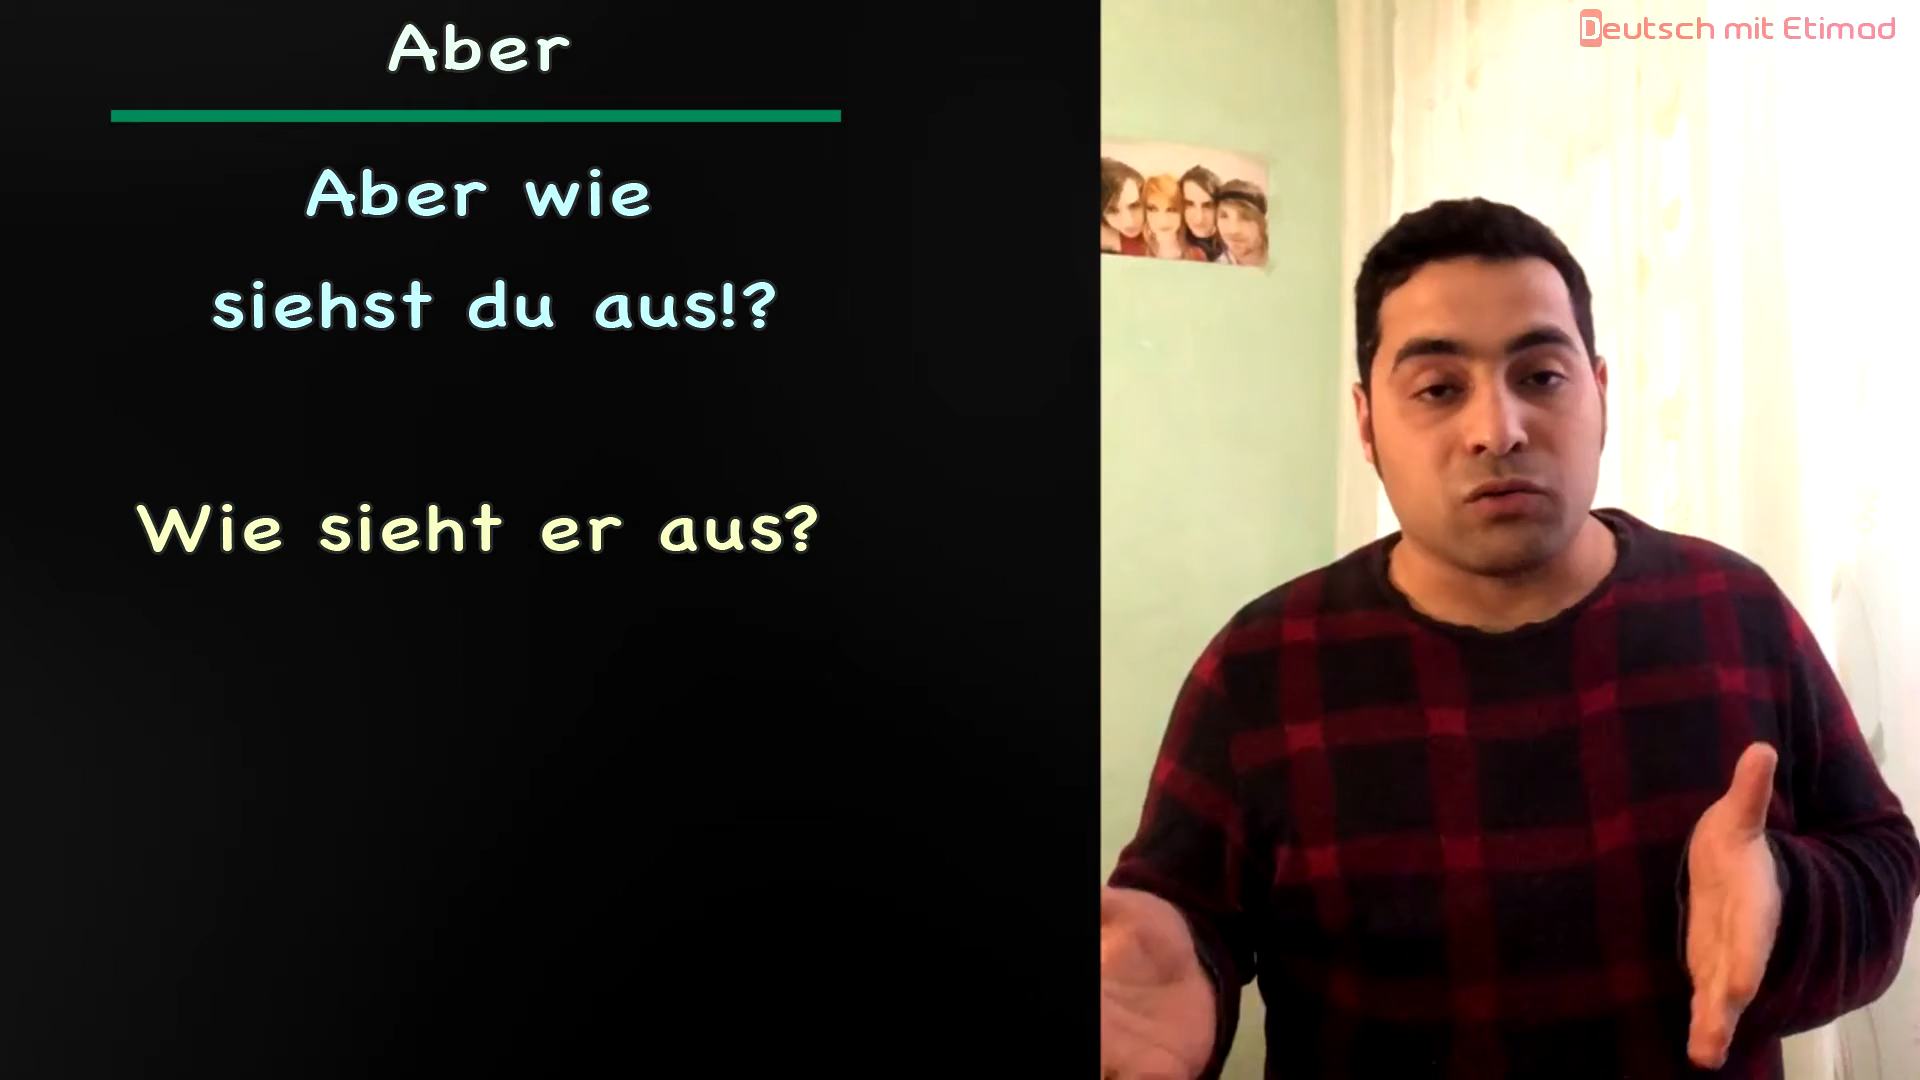 Deutsch mit Etimad
Aber
Aber wie
siehst du aus!?
Wie sieht er aus?